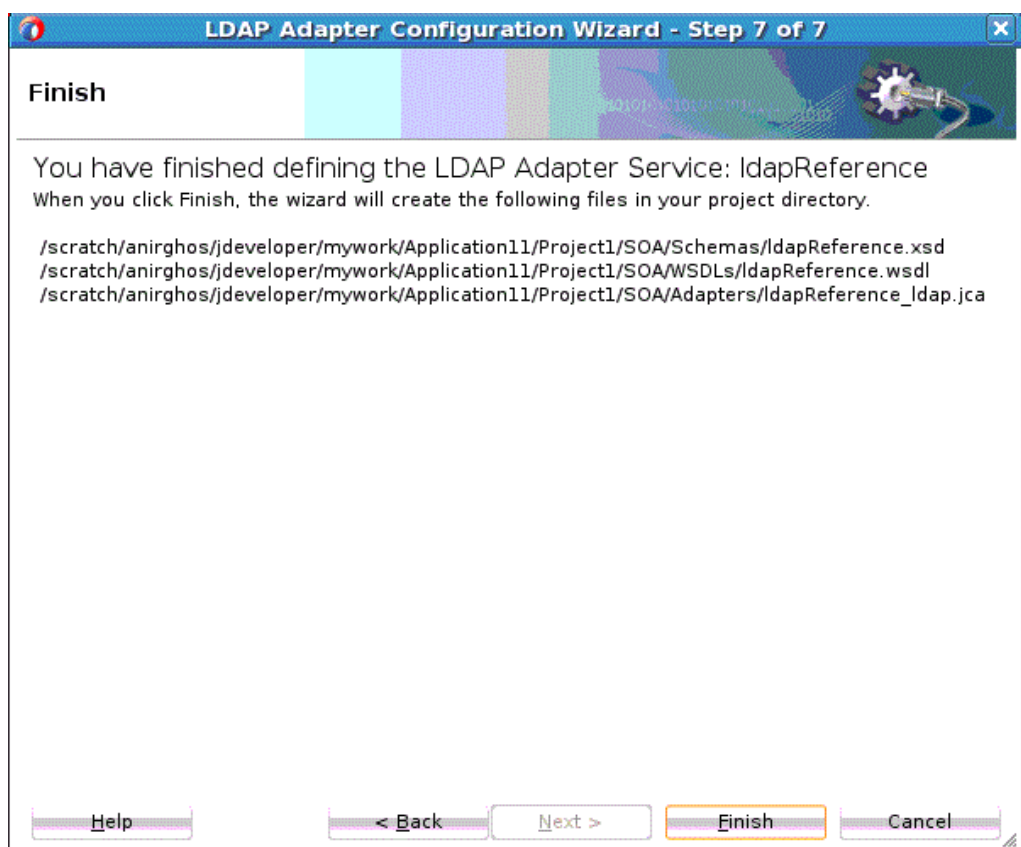 LDAP Adapter Configuration Wizard - Step 7 of 7
Finish
You have finished defining the LDAP Adapter Service: ldapReference
When you click Finish, the wizard will create the following files in your project directory.
/scratch/anirghos/jdeveloper/mywork/Application11/Project1/SOA/Schemas/ldapReference.xsd
/scratch/anirghos/jdeveloper/mywork/Application11/Project1/SOA/WSDLs/ldapReference.wsdl
/scratch/anirghos/jdeveloper/mywork/Application11/Project1/SOA/Adapters/ldapReference_ldap.jca
Help < Back Next > Finish Cancel